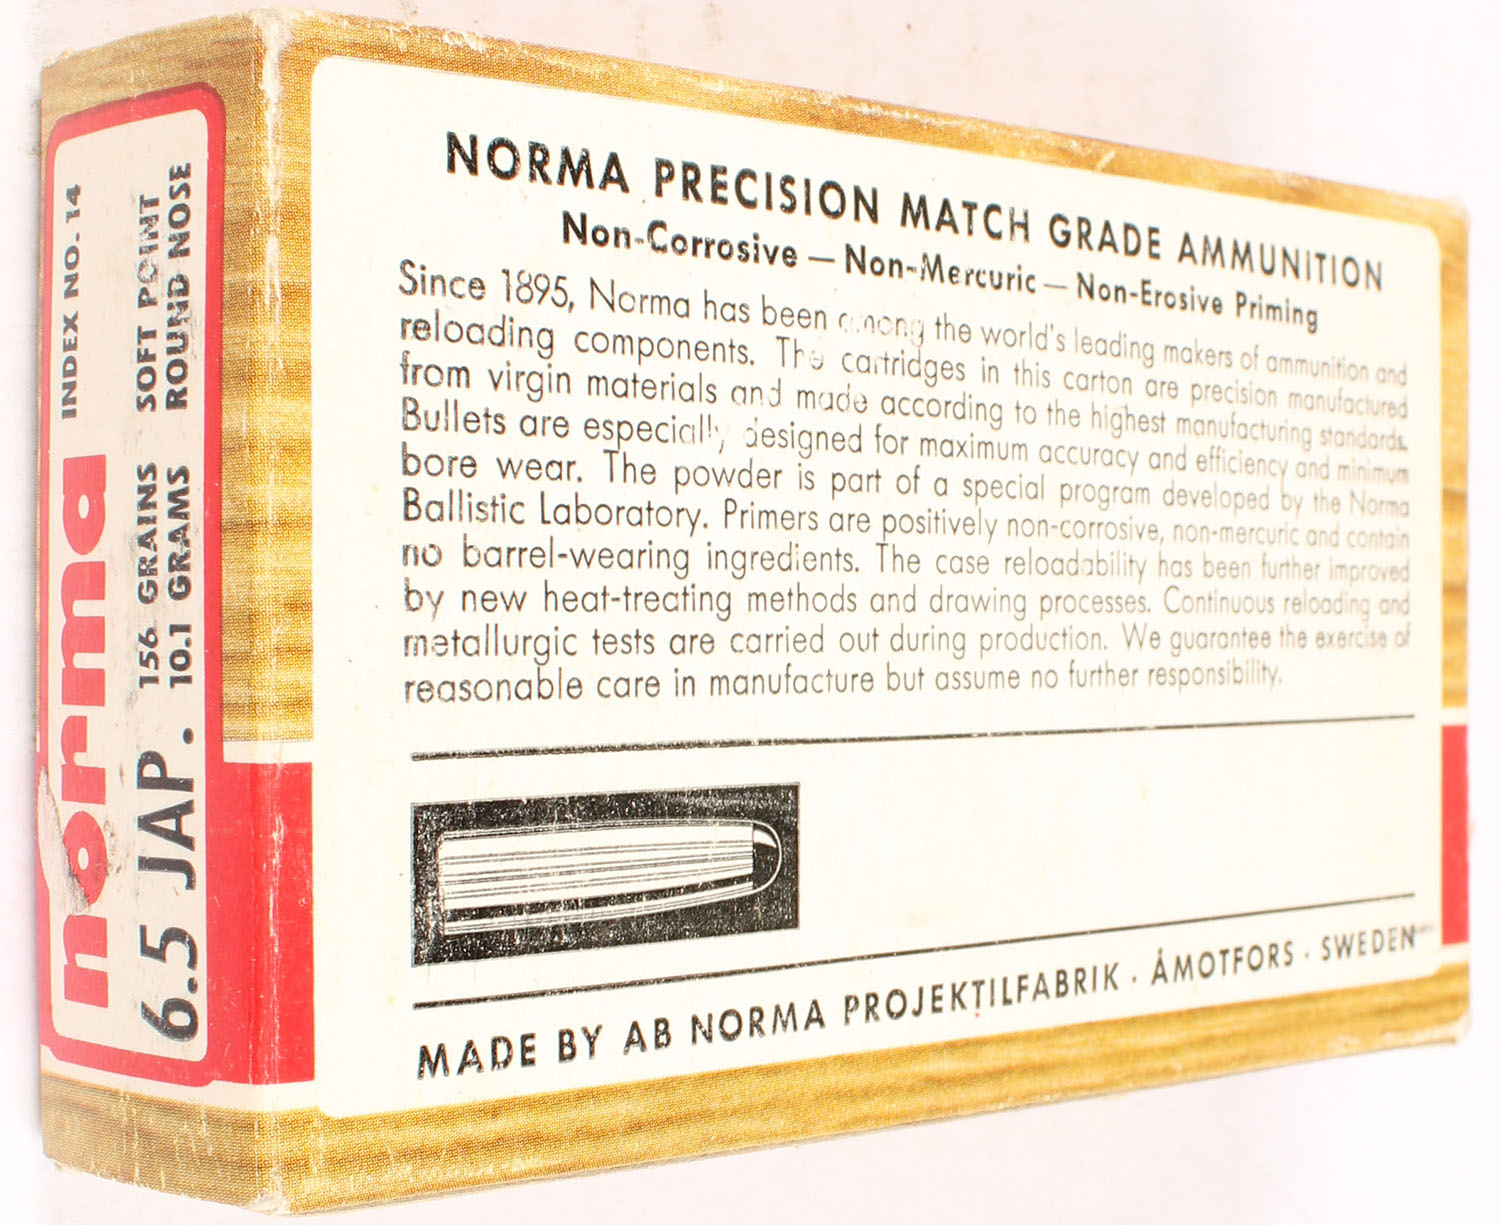 norma INDEX NO. 14
6.5 JAP. 156 GRAINS SOFT POINT
10.1 GRAMS ROUND NOSE
NORMA PRECISION MATCH GRADE AMMUNITION
Non-Corrosive — Non-Mercuric — Non-Erosive Priming
Since 1895, Norma has been among the world's leading makers of ammunition and
reloading components. The cartridges in this carton are precision manufactured
from virgin materials and made according to the highest manufacturing standards.
Bullets are especially designed for maximum accuracy and efficiency and minimum
bore wear. The powder is part of a special program developed by the Norma
Ballistic Laboratory. Primers are positively non-corrosive, non-mercuric and contain
no barrel-wearing ingredients. The case reloadability has been further improved
by new heat-treating methods and drawing processes. Continuous reloading and
metallurgic tests are carried out during production. We guarantee the exercise of
reasonable care in manufacture but assume no further responsibility.
MADE BY AB NORMA PROJEKTILFABRIK · ÅMOTFORS · SWEDEN